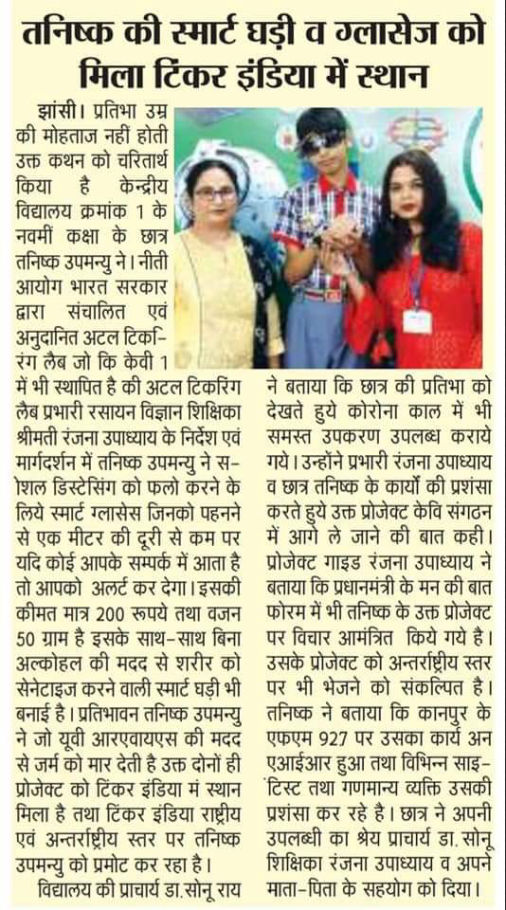 तनिष्क की स्मार्ट घड़ी व ग्लासेज को
मिला टिंकर इंडिया में स्थान
झांसी। प्रतिभा उम्र
की मोहताज नहीं होती
उक्त कथन को चरितार्थ
किया है केन्द्रीय
विद्यालय क्रमांक 1 के
नवमीं कक्षा के छात्र
तनिष्क उपमन्यु ने। नीती
आयोग भारत सरकार
द्वारा संचालित एवं
अनुदानित अटल टिकरि-
रंग लैब जो कि केवी 1
में भी स्थापित है की अटल टिकरिंग
लैब प्रभारी रसायन विज्ञान शिक्षिका
श्रीमती रंजना उपाध्याय के निर्देश एवं
मार्गदर्शन में तनिष्क उपमन्यु ने स-
ोशल डिस्टेसिंग को फलो करने के
लिये स्मार्ट ग्लासेस जिनको पहनने
से एक मीटर की दूरी से कम पर
यदि कोई आपके सम्पर्क में आता है
तो आपको अलर्ट कर देगा। इसकी
कीमत मात्र 200 रूपये तथा वजन
50 ग्राम है इसके साथ-साथ बिना
अल्कोहल की मदद से शरीर को
सेनेटाइज करने वाली स्मार्ट घड़ी भी
बनाई है। प्रतिभावन तनिष्क उपमन्यु
ने जो यूवी आरएवायएस की मदद
से जर्म को मार देती है उक्त दोनों ही
प्रोजेक्ट को टिंकर इंडिया मं स्थान
मिला है तथा टिंकर इंडिया राष्ट्रीय
एवं अन्तर्राष्ट्रीय स्तर पर तनिष्क
उपमन्यु को प्रमोट कर रहा है।
विद्यालय की प्राचार्य डा.सोनू राय
ने बताया कि छात्र की प्रतिभा को
देखते हुये कोरोना काल में भी
समस्त उपकरण उपलब्ध कराये
गये। उन्होंने प्रभारी रंजना उपाध्याय
व छात्र तनिष्क के कार्यो की प्रशंसा
करते हुये उक्त प्रोजेक्ट केवि संगठन
में आगे ले जाने की बात कही।
प्रोजेक्ट गाइड रंजना उपाध्याय ने
बताया कि प्रधानमंत्री के मन की बात
फोरम में भी तनिष्क के उक्त प्रोजेक्ट
पर विचार आमंत्रित किये गये है।
उसके प्रोजेक्ट को अन्तर्राष्ट्रीय स्तर
पर भी भेजने को संकल्पित है।
तनिष्क ने बताया कि कानपुर के
एफएम 927 पर उसका कार्य अन
एआईआर हुआ तथा विभिन्न साइ-
ंटिस्ट तथा गणमान्य व्यक्ति उसकी
प्रशंसा कर रहे है। छात्र ने अपनी
उपलब्धी का श्रेय प्राचार्य डा.सोनू
शिक्षिका रंजना उपाध्याय व अपने
माता-पिता के सहयोग को दिया।